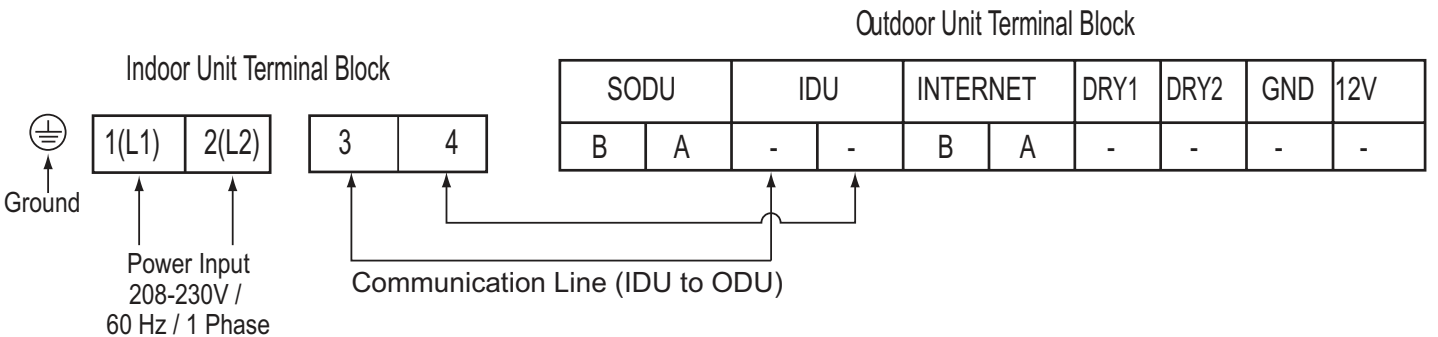 Outdoor Unit Terminal Block
Indoor Unit Terminal Block
SODU IDU INTERNET DRY1 DRY2 GND 12V
1(L1) 2(L2) 3 4
B A - - B A - - - -
Ground
Power Input
208-230V /
60 Hz / 1 Phase
Communication Line (IDU to ODU)